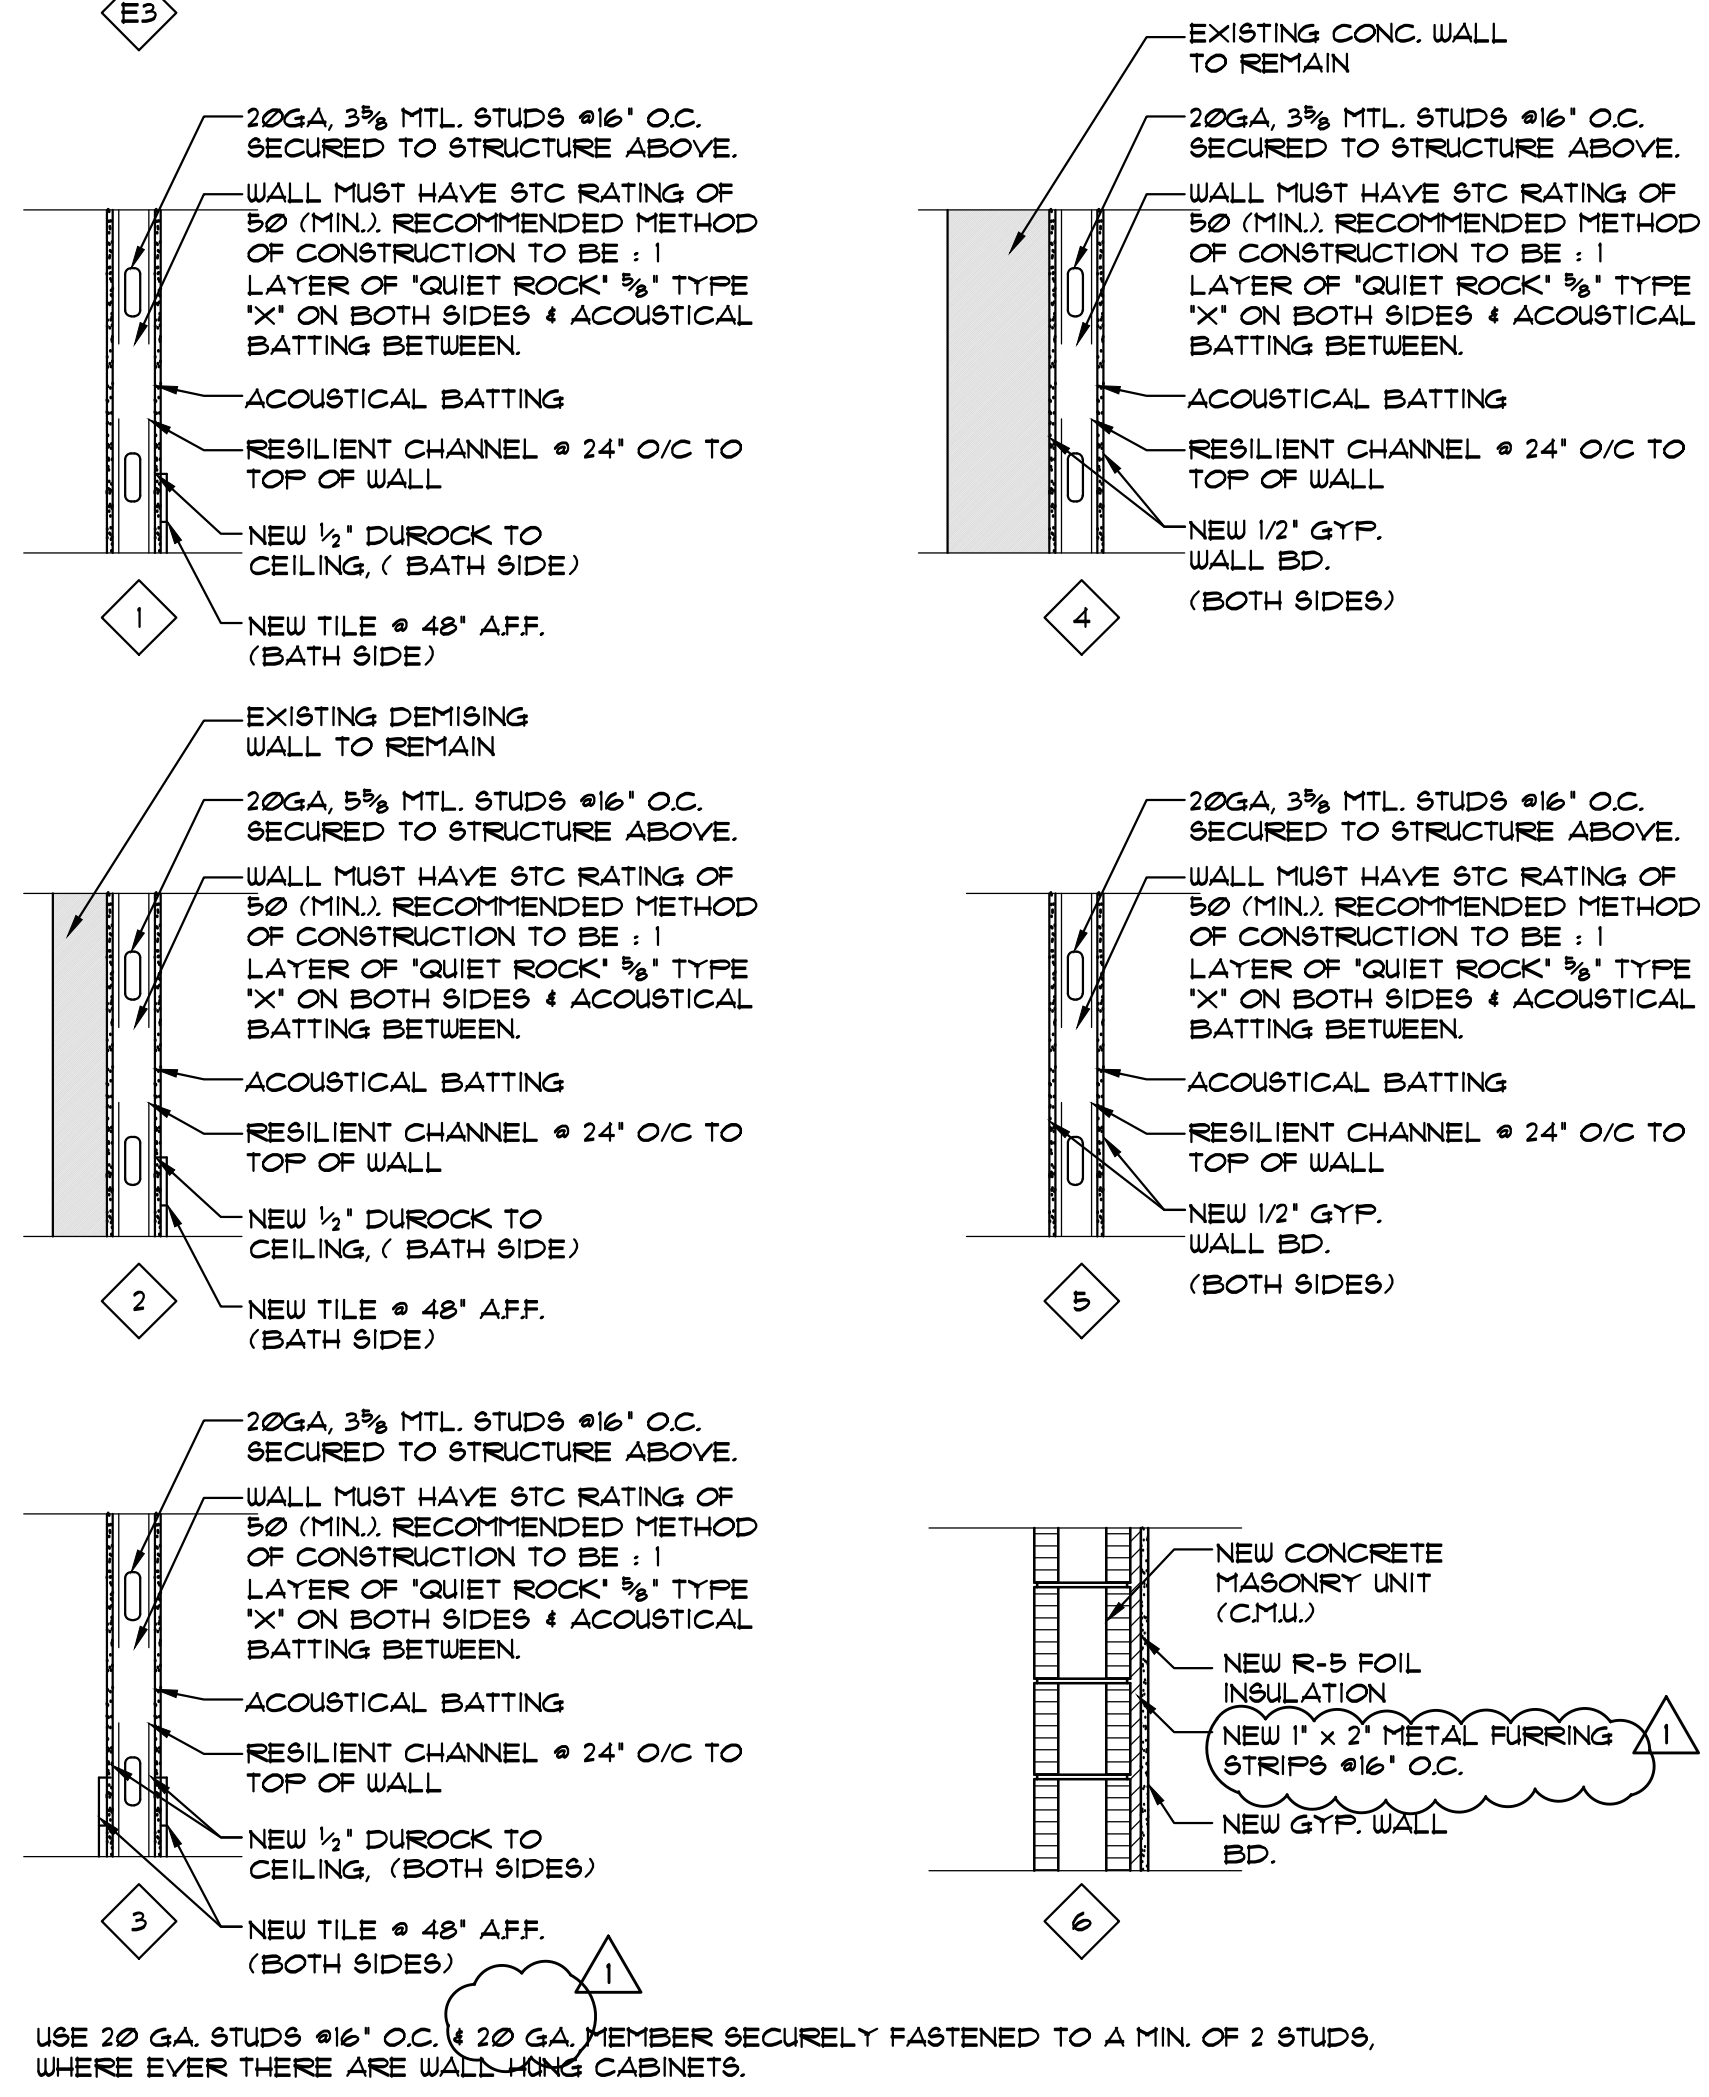 E3
20GA, 3⅝ MTL. STUDS @16" O.C.
SECURED TO STRUCTURE ABOVE.
WALL MUST HAVE STC RATING OF
50 (MIN.). RECOMMENDED METHOD
OF CONSTRUCTION TO BE : 1
LAYER OF "QUIET ROCK" ⅝" TYPE
"X" ON BOTH SIDES & ACOUSTICAL
BATTING BETWEEN.
ACOUSTICAL BATTING
RESILIENT CHANNEL @ 24" O/C TO
TOP OF WALL
NEW ½" DUROCK TO
CEILING, ( BATH SIDE)
NEW TILE @ 48" A.F.F.
(BATH SIDE)
1
EXISTING CONC. WALL
TO REMAIN
20GA, 3⅝ MTL. STUDS @16" O.C.
SECURED TO STRUCTURE ABOVE.
WALL MUST HAVE STC RATING OF
50 (MIN.). RECOMMENDED METHOD
OF CONSTRUCTION TO BE : 1
LAYER OF "QUIET ROCK" ⅝" TYPE
"X" ON BOTH SIDES & ACOUSTICAL
BATTING BETWEEN.
ACOUSTICAL BATTING
RESILIENT CHANNEL @ 24" O/C TO
TOP OF WALL
NEW 1/2" GYP.
WALL BD.
(BOTH SIDES)
4
EXISTING DEMISING
WALL TO REMAIN
20GA, 5⅝ MTL. STUDS @16" O.C.
SECURED TO STRUCTURE ABOVE.
WALL MUST HAVE STC RATING OF
50 (MIN.). RECOMMENDED METHOD
OF CONSTRUCTION TO BE : 1
LAYER OF "QUIET ROCK" ⅝" TYPE
"X" ON BOTH SIDES & ACOUSTICAL
BATTING BETWEEN.
ACOUSTICAL BATTING
RESILIENT CHANNEL @ 24" O/C TO
TOP OF WALL
NEW ½" DUROCK TO
CEILING, ( BATH SIDE)
NEW TILE @ 48" A.F.F.
(BATH SIDE)
2
20GA, 3⅝ MTL. STUDS @16" O.C.
SECURED TO STRUCTURE ABOVE.
WALL MUST HAVE STC RATING OF
50 (MIN.). RECOMMENDED METHOD
OF CONSTRUCTION TO BE : 1
LAYER OF "QUIET ROCK" ⅝" TYPE
"X" ON BOTH SIDES & ACOUSTICAL
BATTING BETWEEN.
ACOUSTICAL BATTING
RESILIENT CHANNEL @ 24" O/C TO
TOP OF WALL
NEW 1/2" GYP.
WALL BD.
(BOTH SIDES)
5
20GA, 3⅝ MTL. STUDS @16" O.C.
SECURED TO STRUCTURE ABOVE.
WALL MUST HAVE STC RATING OF
50 (MIN.). RECOMMENDED METHOD
OF CONSTRUCTION TO BE : 1
LAYER OF "QUIET ROCK" ⅝" TYPE
"X" ON BOTH SIDES & ACOUSTICAL
BATTING BETWEEN.
ACOUSTICAL BATTING
RESILIENT CHANNEL @ 24" O/C TO
TOP OF WALL
NEW ½" DUROCK TO
CEILING, (BOTH SIDES)
NEW TILE @ 48" A.F.F.
(BOTH SIDES)
3
NEW CONCRETE
MASONRY UNIT
(C.M.U.)
NEW R-5 FOIL
INSULATION
NEW 1" x 2" METAL FURRING
STRIPS @16" O.C.
1
NEW GYP. WALL
BD.
6
1
USE 20 GA. STUDS @16" O.C. & 20 GA. MEMBER SECURELY FASTENED TO A MIN. OF 2 STUDS,
WHERE EVER THERE ARE WALL HUNG CABINETS.